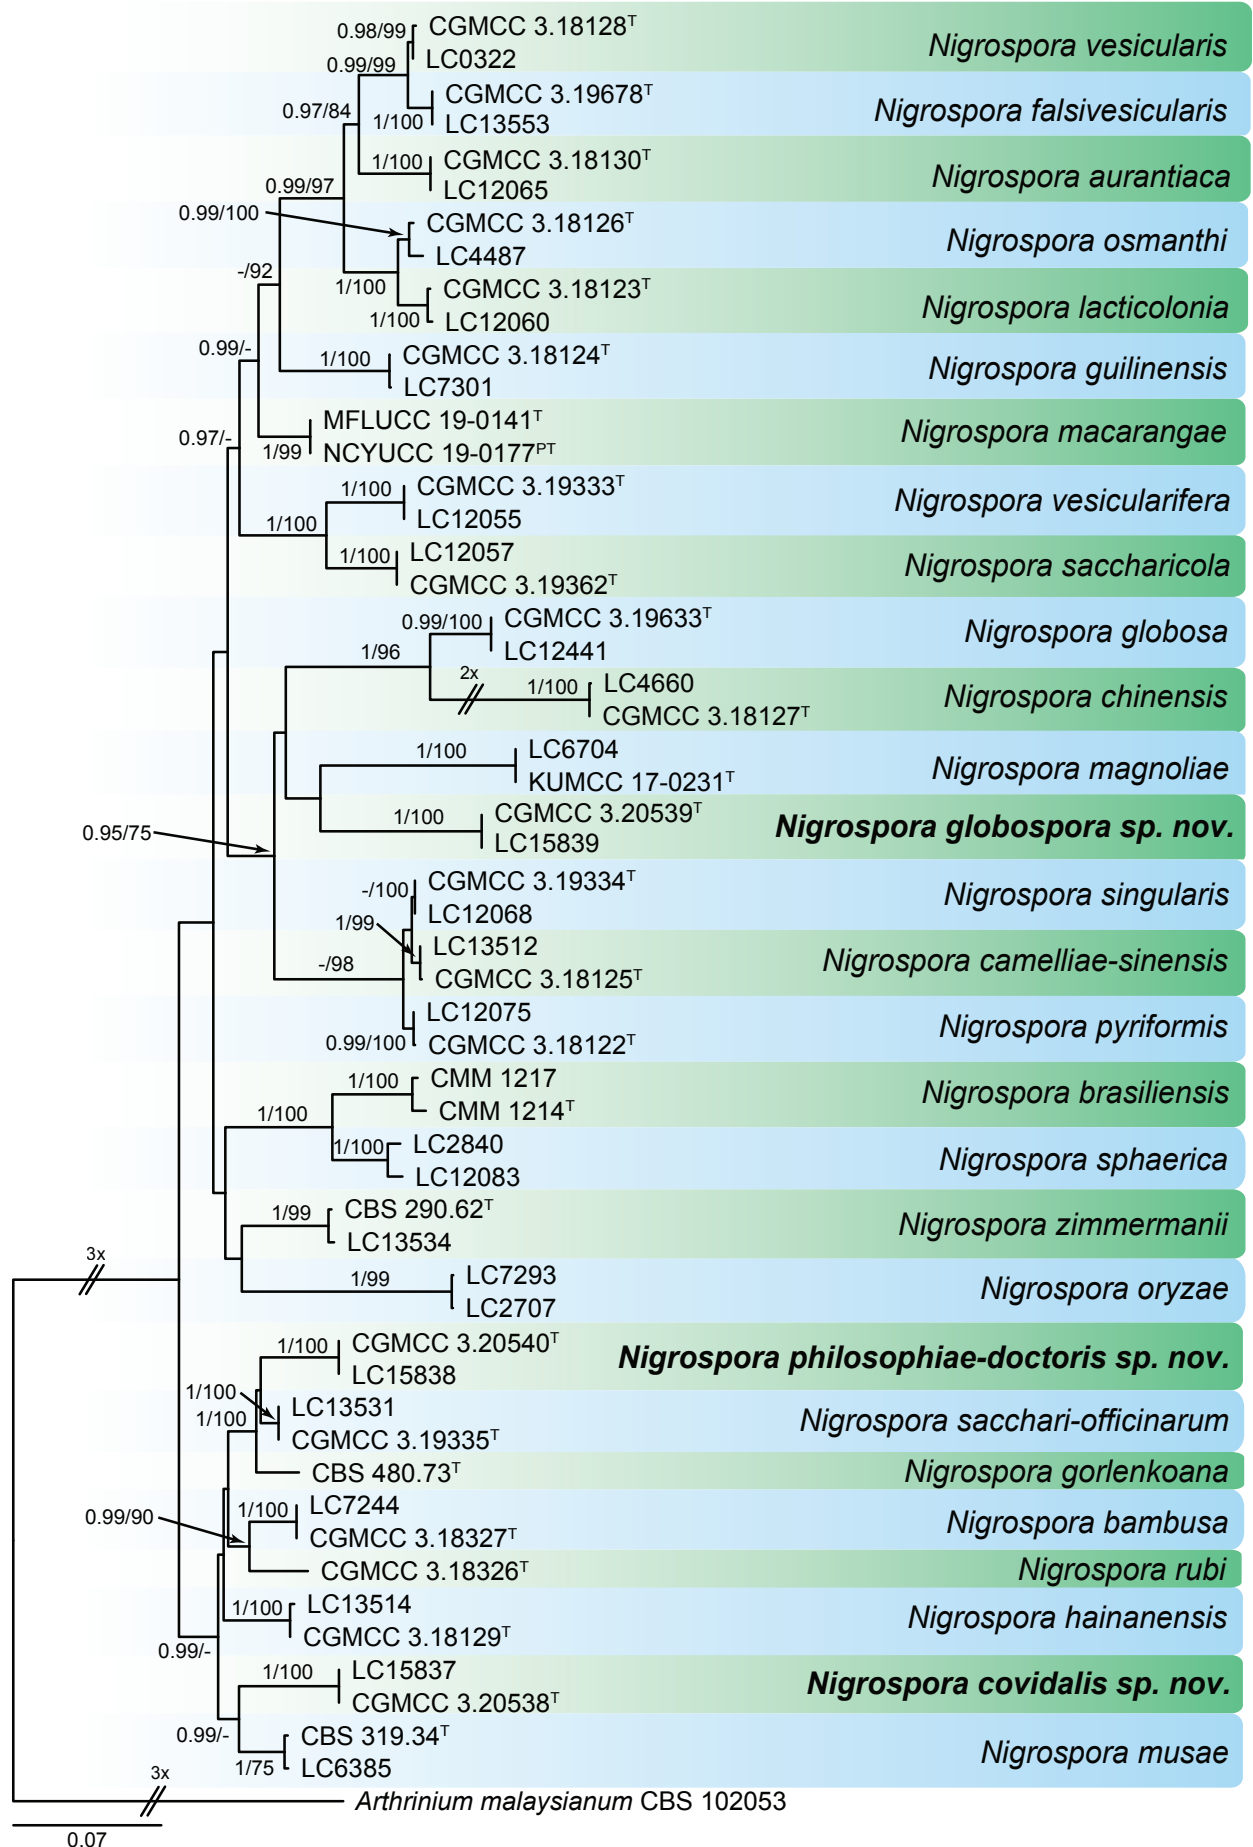 0.98/99
CGMCC 3.18128ᵀ
LC0322
Nigrospora vesicularis
0.99/99
CGMCC 3.19678ᵀ
1/100
LC13553
Nigrospora falsivesicularis
0.97/84
CGMCC 3.18130ᵀ
1/100
LC12065
Nigrospora aurantiaca
0.99/97
0.99/100
CGMCC 3.18126ᵀ
LC4487
Nigrospora osmanthi
-/92
1/100
CGMCC 3.18123ᵀ
1/100
LC12060
Nigrospora lacticolonia
0.99/-
1/100
CGMCC 3.18124ᵀ
LC7301
Nigrospora guilinensis
MFLUCC 19-0141ᵀ
0.97/-
1/99
NCYUCC 19-0177ᴾᵀ
Nigrospora macarangae
1/100
CGMCC 3.19333ᵀ
LC12055
Nigrospora vesicularifera
1/100
1/100
LC12057
CGMCC 3.19362ᵀ
Nigrospora saccharicola
0.99/100
CGMCC 3.19633ᵀ
LC12441
Nigrospora globosa
1/96
2x
1/100
LC4660
CGMCC 3.18127ᵀ
Nigrospora chinensis
1/100
LC6704
KUMCC 17-0231ᵀ
Nigrospora magnoliae
1/100
CGMCC 3.20539ᵀ
LC15839
Nigrospora globospora sp. nov.
0.95/75
-/100
CGMCC 3.19334ᵀ
LC12068
Nigrospora singularis
1/99
LC13512
CGMCC 3.18125ᵀ
Nigrospora camelliae-sinensis
-/98
LC12075
0.99/100
CGMCC 3.18122ᵀ
Nigrospora pyriformis
1/100
CMM 1217
CMM 1214ᵀ
Nigrospora brasiliensis
1/100
1/100
LC2840
LC12083
Nigrospora sphaerica
1/99
CBS 290.62ᵀ
LC13534
Nigrospora zimmermanii
3x
1/99
LC7293
LC2707
Nigrospora oryzae
1/100
CGMCC 3.20540ᵀ
LC15838
Nigrospora philosophiae-doctoris sp. nov.
1/100
1/100
LC13531
CGMCC 3.19335ᵀ
Nigrospora sacchari-officinarum
CBS 480.73ᵀ
Nigrospora gorlenkoana
0.99/90
1/100
LC7244
CGMCC 3.18327ᵀ
Nigrospora bambusa
CGMCC 3.18326ᵀ
Nigrospora rubi
1/100
LC13514
CGMCC 3.18129ᵀ
Nigrospora hainanensis
0.99/-
1/100
LC15837
CGMCC 3.20538ᵀ
Nigrospora covidalis sp. nov.
0.99/-
CBS 319.34ᵀ
1/75
LC6385
Nigrospora musae
3x
Arthrinium malaysianum CBS 102053
0.07